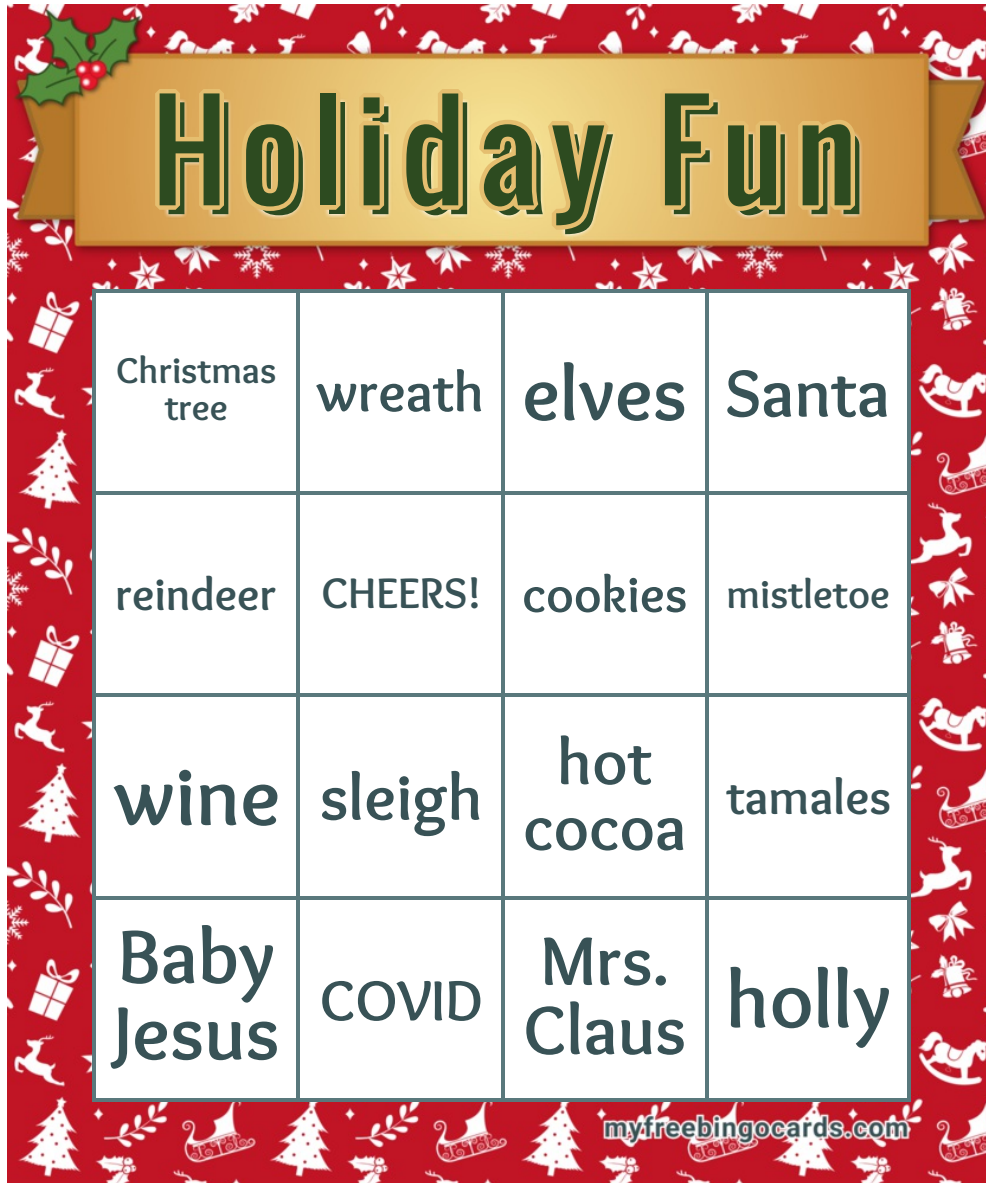 Holiday Fun
Christmas
tree
wreath
elves
Santa
reindeer
CHEERS!
cookies
mistletoe
wine
sleigh
hot
cocoa
tamales
Baby
Jesus
COVID
Mrs.
Claus
holly
myfreebingocards.com